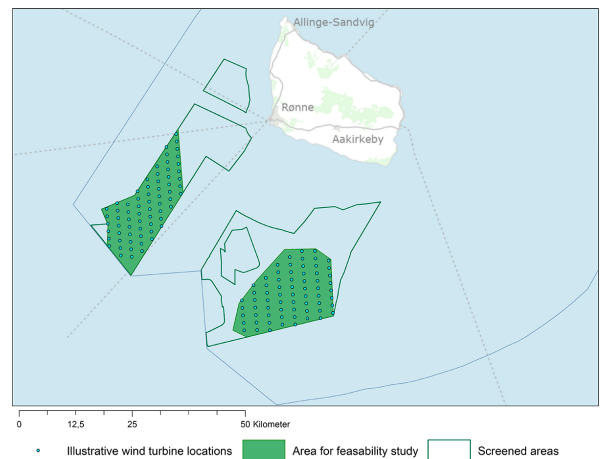 Allinge-Sandvig
Rønne
Aakirkeby
0 12,5 25 50 Kilometer
Illustrative wind turbine locations Area for feasability study Screened areas